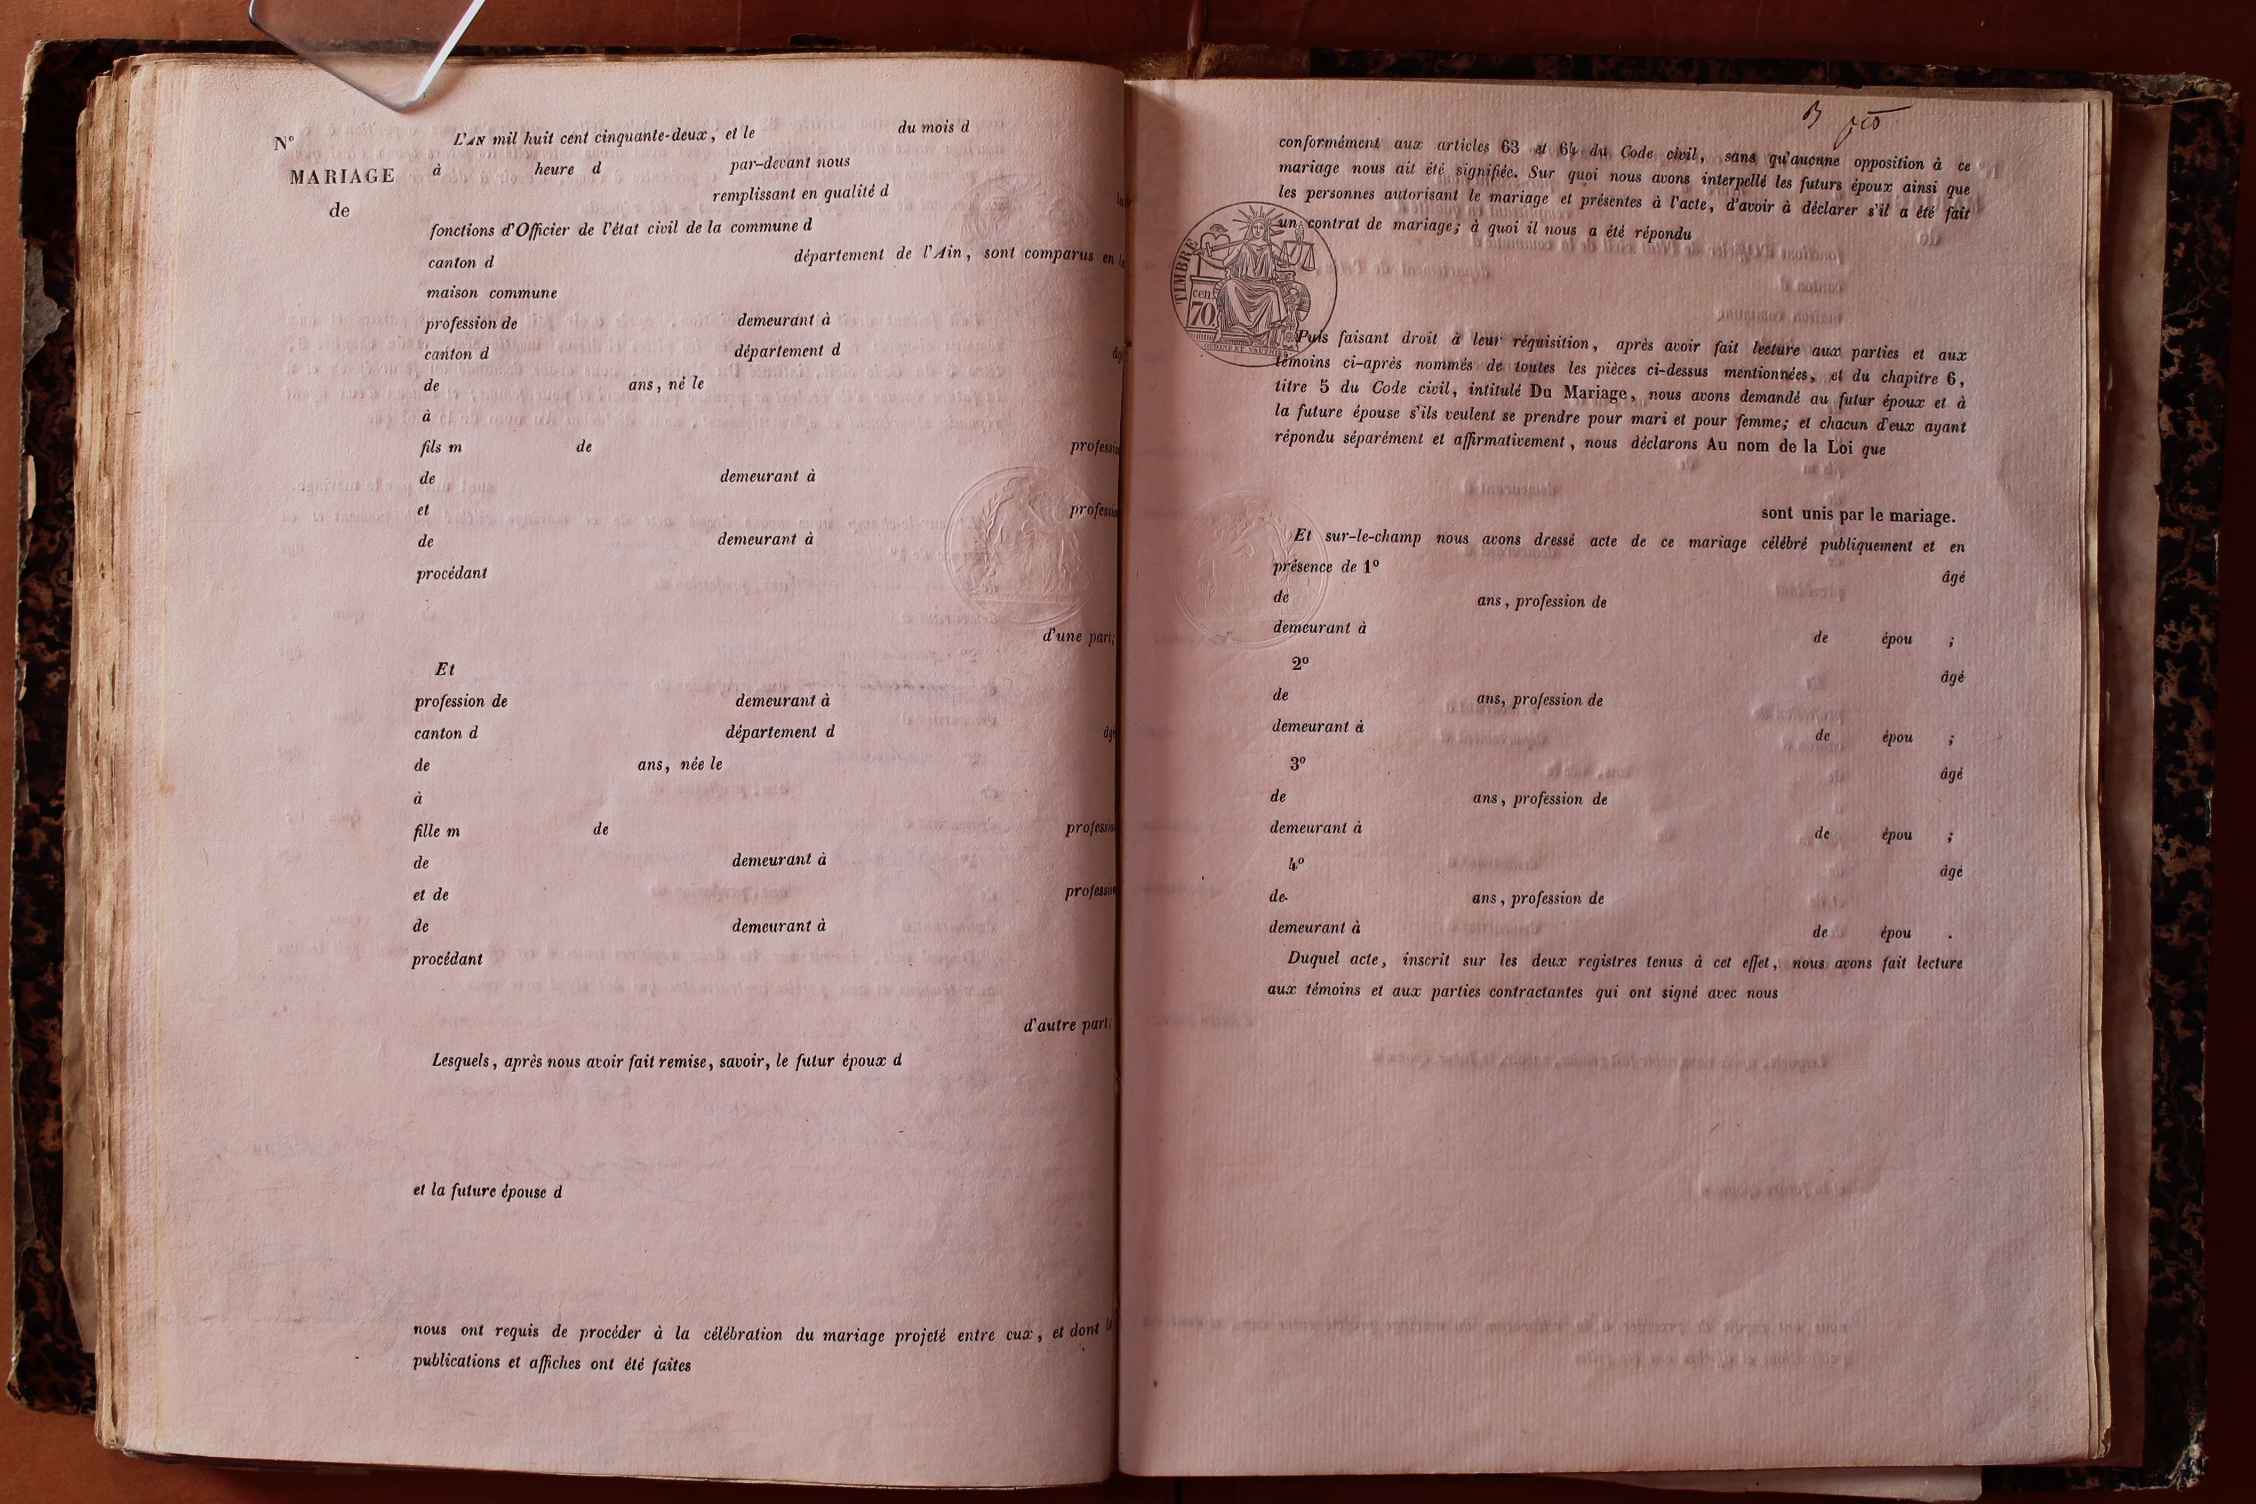 N°
MARIAGE
de
L'AN mil huit cent cinquante-deux, et le du mois d
à heure d par-devant nous
remplissant en qualité d
fonctions d'Officier de l'état civil de la commune d
canton d département de l'Ain, sont comparus en
maison commune
profession de demeurant à
canton d département d
de ans, né le
à
fils m de
de demeurant à
et
de demeurant à
procédant
d'une part;
Et
profession de demeurant à
canton d département d
de ans, née le
à
fille m de
de demeurant à
et de profession
de demeurant à
procédant
d'autre part;
Lesquels, après nous avoir fait remise, savoir, le futur époux d
et la future épouse d
nous ont requis de procéder à la célébration du mariage projeté entre eux, et dont
publications et affiches ont été faites
conformément aux articles 63 et 64 du Code civil, sans qu'aucune opposition à ce
mariage nous ait été signifiée. Sur quoi nous avons interpellé les futurs époux ainsi que
les personnes autorisant le mariage et présentes à l'acte, d'avoir à déclarer s'il a été fait
un contrat de mariage; à quoi il nous a été répondu
TIMBRE
cen.
70.
Puis faisant droit à leur réquisition, après avoir fait lecture aux parties et aux
témoins ci-après nommés de toutes les pièces ci-dessus mentionnées, et du chapitre 6,
titre 5 du Code civil, intitulé Du Mariage, nous avons demandé au futur époux et à
la future épouse s'ils veulent se prendre pour mari et pour femme; et chacun d'eux ayant
répondu séparément et affirmativement, nous déclarons Au nom de la Loi que
sont unis par le mariage.
Et sur-le-champ nous avons dressé acte de ce mariage célébré publiquement et en
présence de 1° âgé
de ans, profession de
demeurant à de épou ;
2° âgé
de ans, profession de
demeurant à de épou ;
3° âgé
de ans, profession de
demeurant à de épou ;
4° âgé
de ans, profession de
demeurant à de épou .
Duquel acte, inscrit sur les deux registres tenus à cet effet, nous avons fait lecture
aux témoins et aux parties contractantes qui ont signé avec nous